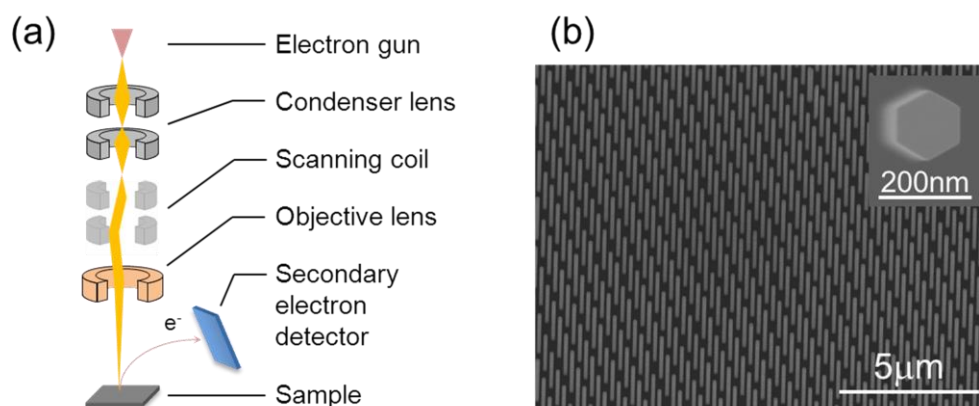 (a)
Electron gun
Condenser lens
Scanning coil
Objective lens
Secondary
electron
detector
e-
Sample
(b)
200nm
5μm